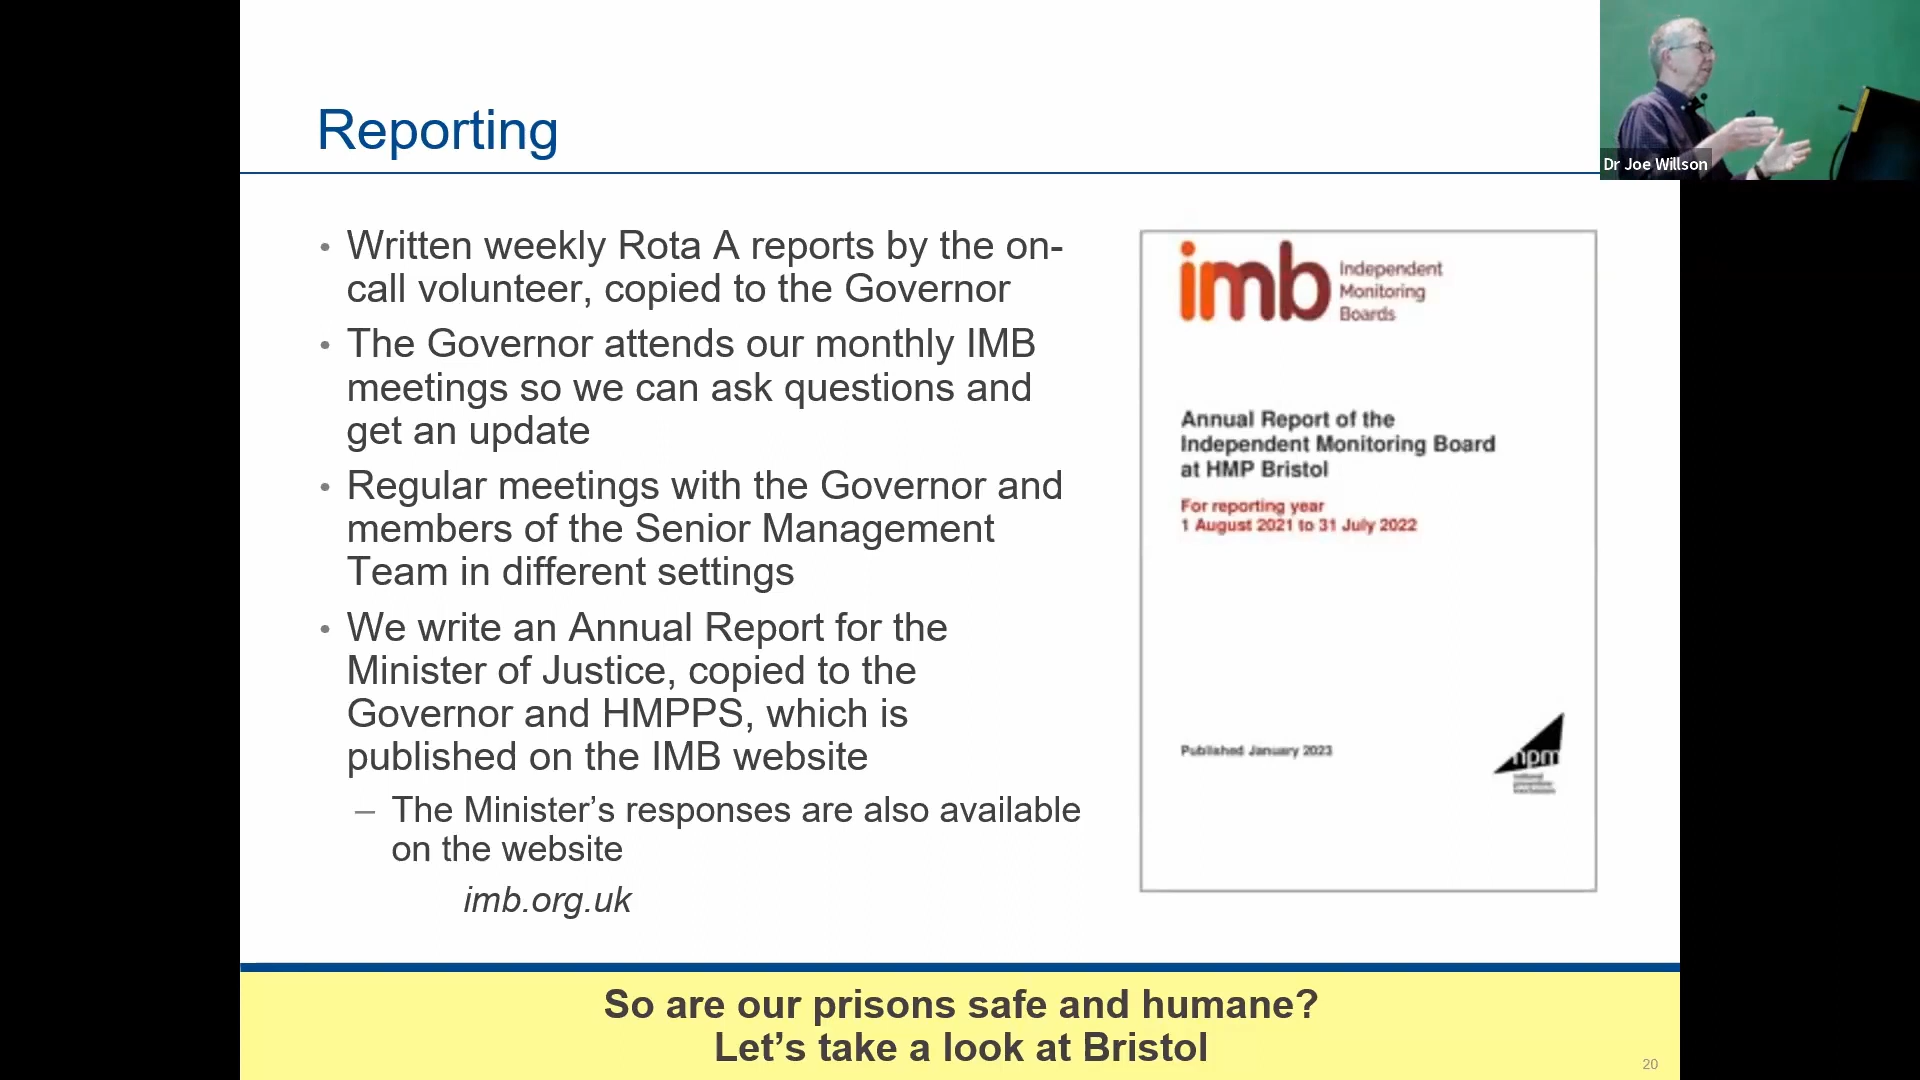 Reporting
Dr Joe Willson
• Written weekly Rota A reports by the on-
call volunteer, copied to the Governor
• The Governor attends our monthly IMB
meetings so we can ask questions and
get an update
• Regular meetings with the Governor and
members of the Senior Management
Team in different settings
• We write an Annual Report for the
Minister of Justice, copied to the
Governor and HMPPS, which is
published on the IMB website
– The Minister’s responses are also available
on the website
imb.org.uk
imb
Independent
Monitoring
Boards
Annual Report of the
Independent Monitoring Board
at HMP Bristol
For reporting year
1 August 2021 to 31 July 2022
Published January 2023
npm
So are our prisons safe and humane?
Let’s take a look at Bristol
20